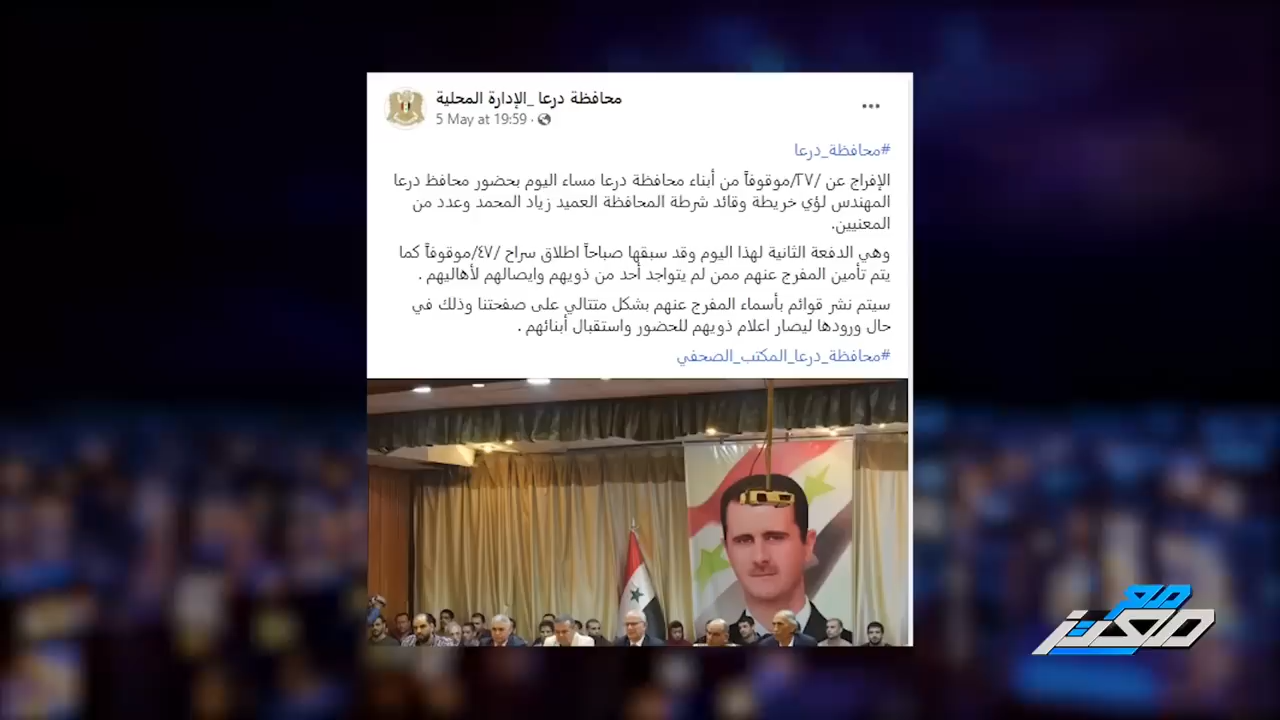 محافظة درعا _الإدارة المحلية
5 May at 19:59 ·
#محافظة_درعا
الإفراج عن /٢٧/موقوفاً من أبناء محافظة درعا مساء اليوم بحضور محافظ درعا
المهندس لؤي خريطة وقائد شرطة المحافظة العميد زياد المحمد وعدد من
المعنيين.
وهي الدفعة الثانية لهذا اليوم وقد سبقها صباحاً اطلاق سراح /٤٧/موقوفاً كما
يتم تأمين المفرج عنهم ممن لم يتواجد أحد من ذويهم وايصالهم لأهاليهم .
سيتم نشر قوائم بأسماء المفرج عنهم بشكل متتالي على صفحتنا وذلك في
حال ورودها ليصار اعلام ذويهم للحضور واستقبال أبنائهم .
#محافظة_درعا_المكتب_الصحفي
مع